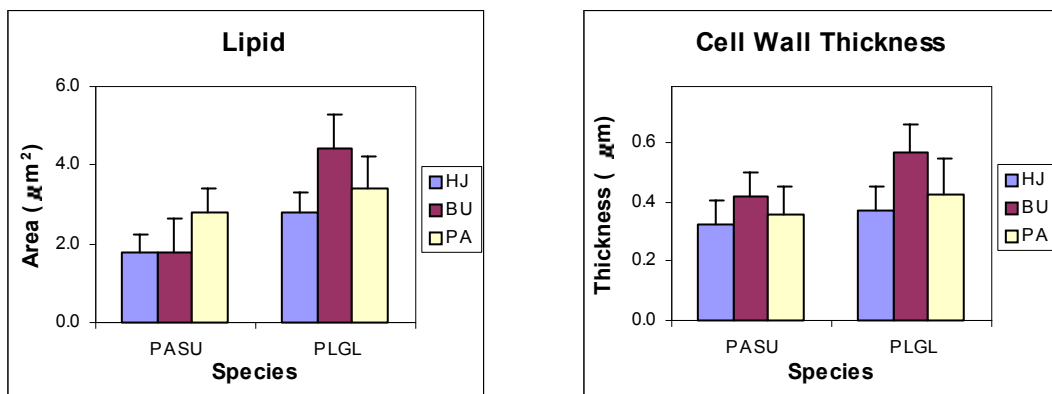 Lipid
Area ( μm²)
6.0
4.0
2.0
0.0
PASU PLGL
Species
HJ
BU
PA
Cell Wall Thickness
Thickness ( μm)
0.6
0.4
0.2
0.0
PASU PLGL
Species
HJ
BU
PA